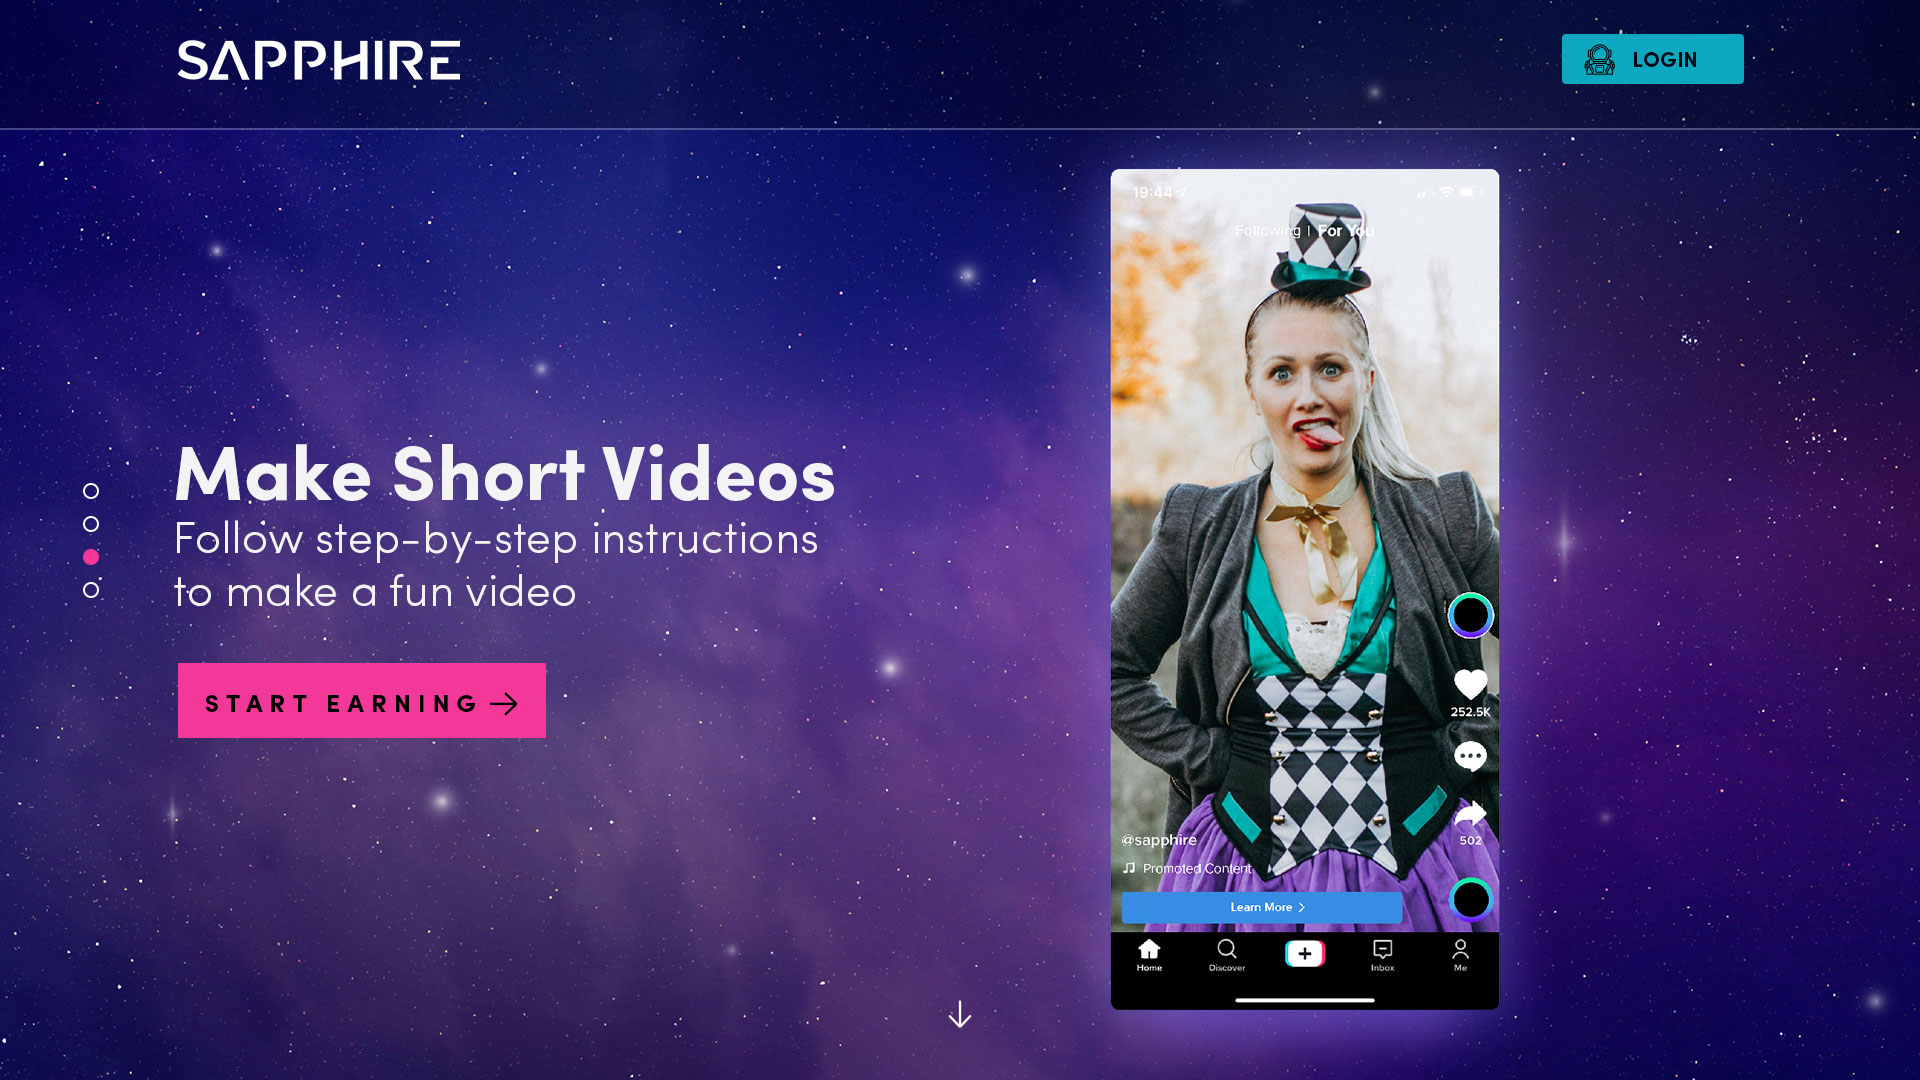 SAPPHIRE
LOGIN
Make Short Videos
Follow step-by-step instructions
to make a fun video
START EARNING
19:44
Following | For You
252.5K
502
@sapphire
Promoted Content
Learn More
Home
Discover
Inbox
Me